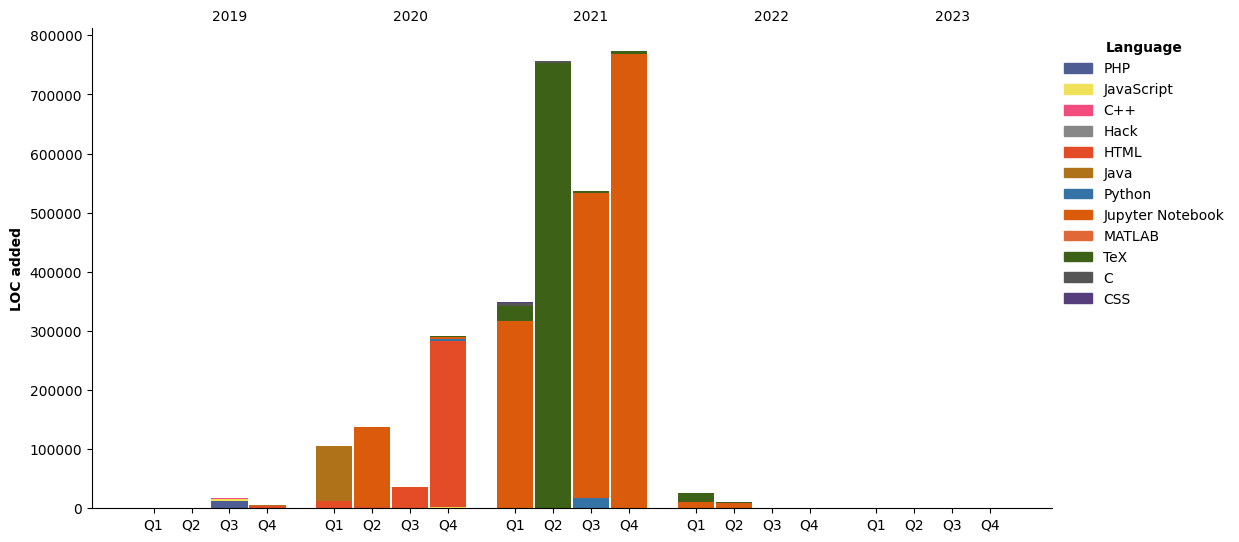 2019 2020 2021 2022 2023
800000
700000
600000
500000
400000
300000
200000
100000
0
LOC added
Q1 Q2 Q3 Q4 Q1 Q2 Q3 Q4 Q1 Q2 Q3 Q4 Q1 Q2 Q3 Q4 Q1 Q2 Q3 Q4
Language
PHP
JavaScript
C++
Hack
HTML
Java
Python
Jupyter Notebook
MATLAB
TeX
C
CSS